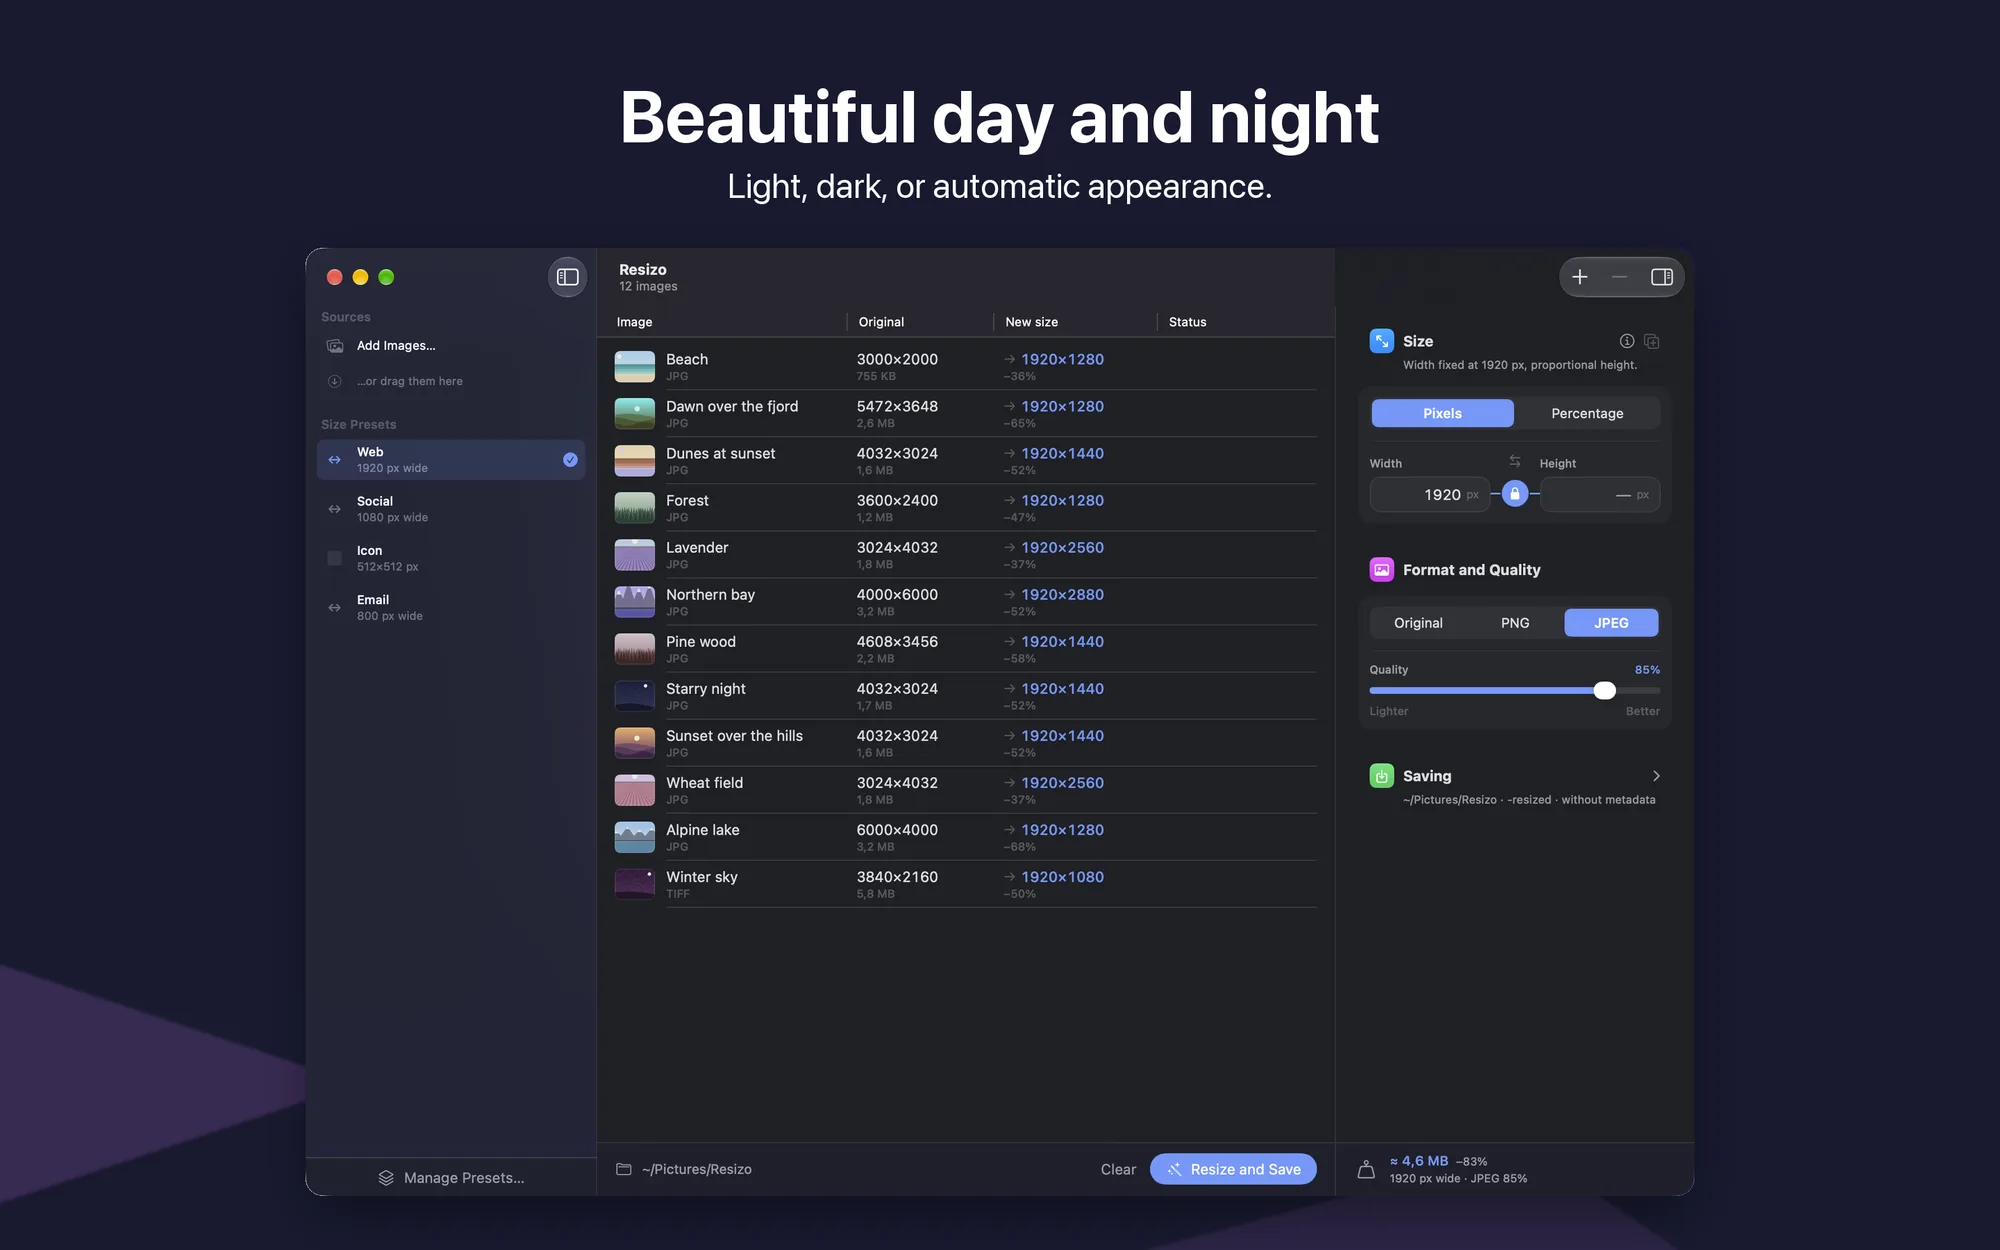 Beautiful day and night
Light, dark, or automatic appearance.
Sources
Add Images...
...or drag them here
Size Presets
Web
1920 px wide
Social
1080 px wide
Icon
512×512 px
Email
800 px wide
Manage Presets...
Resizo
12 images
Image Original New size Status
Beach 3000×2000 → 1920×1280
JPG 755 KB −36%
Dawn over the fjord 5472×3648 → 1920×1280
JPG 2,6 MB −65%
Dunes at sunset 4032×3024 → 1920×1440
JPG 1,6 MB −52%
Forest 3600×2400 → 1920×1280
JPG 1,2 MB −47%
Lavender 3024×4032 → 1920×2560
JPG 1,8 MB −37%
Northern bay 4000×6000 → 1920×2880
JPG 3,2 MB −52%
Pine wood 4608×3456 → 1920×1440
JPG 2,2 MB −58%
Starry night 4032×3024 → 1920×1440
JPG 1,7 MB −52%
Sunset over the hills 4032×3024 → 1920×1440
JPG 1,6 MB −52%
Wheat field 3024×4032 → 1920×2560
JPG 1,8 MB −37%
Alpine lake 6000×4000 → 1920×1280
JPG 3,2 MB −68%
Winter sky 3840×2160 → 1920×1080
TIFF 5,8 MB −50%
~/Pictures/Resizo Clear Resize and Save
Size
Width fixed at 1920 px, proportional height.
Pixels Percentage
Width Height
1920 px — px
Format and Quality
Original PNG JPEG
Quality 85%
Lighter Better
Saving
~/Pictures/Resizo · -resized · without metadata
≈ 4,6 MB −83%
1920 px wide · JPEG 85%